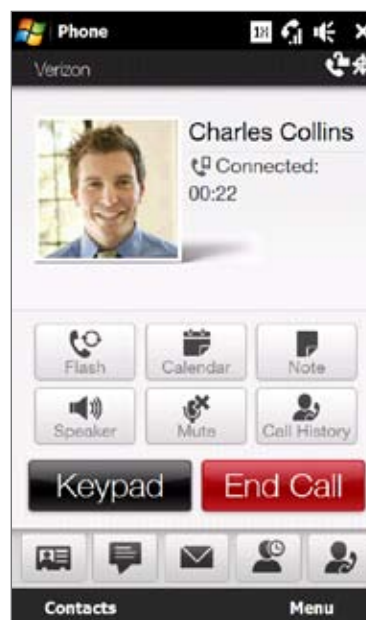 Phone
1X
Verizon
Charles Collins
Connected:
00:22
Flash Calendar Note
Speaker Mute Call History
Keypad End Call
Contacts Menu